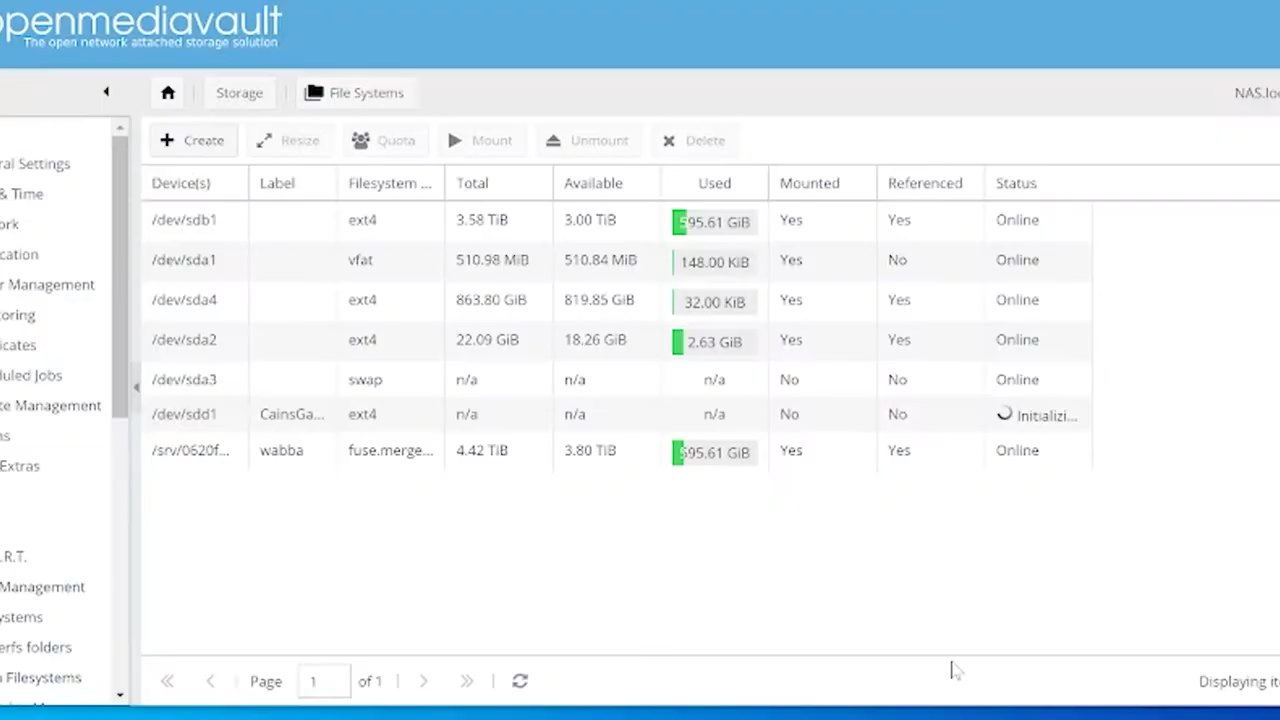 openmediavault
The open network attached storage solution
Storage
File Systems
NAS.lo
Create
Resize
Quota
Mount
Unmount
Delete
Device(s) Label Filesystem ... Total Available Used Mounted Referenced Status
/dev/sdb1 ext4 3.58 TiB 3.00 TiB 595.61 GiB Yes Yes Online
/dev/sda1 vfat 510.98 MiB 510.84 MiB 148.00 KiB Yes No Online
/dev/sda4 ext4 863.80 GiB 819.85 GiB 32.00 KiB Yes Yes Online
/dev/sda2 ext4 22.09 GiB 18.26 GiB 2.63 GiB Yes Yes Online
/dev/sda3 swap n/a n/a n/a No No Online
/dev/sdd1 CainsGa... ext4 n/a n/a n/a No No Initializi...
/srv/0620f... wabba fuse.merge... 4.42 TiB 3.80 TiB 595.61 GiB Yes Yes Online
ral Settings
& Time
ork
cation
r Management
oring
icates
duled Jobs
te Management
ns
Extras
.R.T.
Management
ystems
erfs folders
n Filesystems
Page 1 of 1
Displaying ite